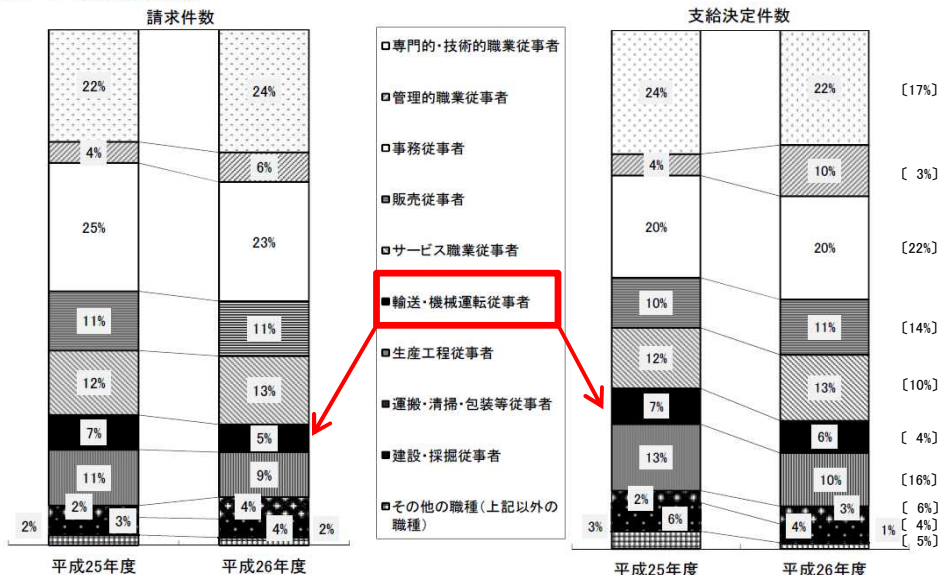 請求件数
22%
4%
25%
11%
12%
7%
11%
2%
3%
2%
平成25年度
24%
6%
23%
11%
13%
5%
9%
4%
4%
2%
平成26年度
専門的・技術的職業従事者
管理的職業従事者
事務従事者
販売従事者
サービス職業従事者
輸送・機械運転従事者
生産工程従事者
運搬・清掃・包装等従事者
建設・採掘従事者
その他の職種(上記以外の
職種)
支給決定件数
24%
4%
20%
10%
12%
7%
13%
2%
6%
3%
平成25年度
22%
10%
20%
11%
13%
6%
10%
3%
4%
1%
平成26年度
〔17%〕
〔 3%〕
〔22%〕
〔14%〕
〔10%〕
〔 4%〕
〔16%〕
〔 6%〕
〔 4%〕
〔 5%〕